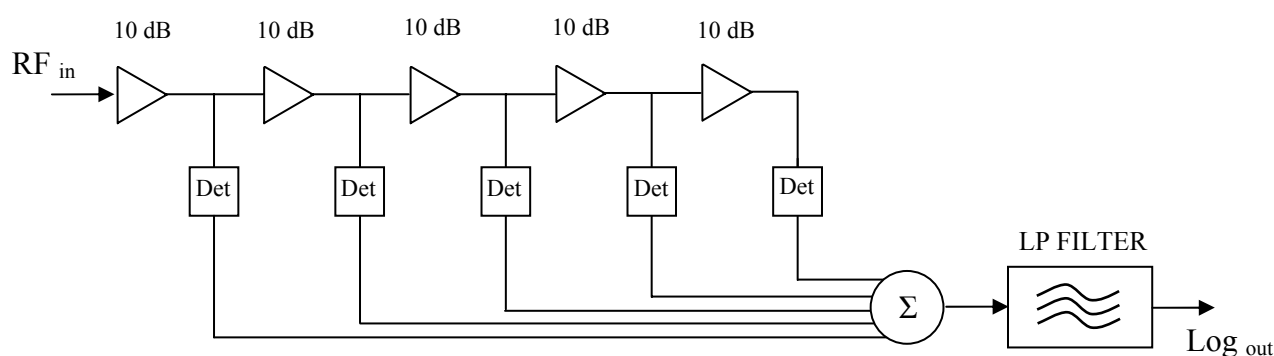 10 dB 10 dB 10 dB 10 dB 10 dB
RF in
Det Det Det Det Det
LP FILTER
Σ
Log out